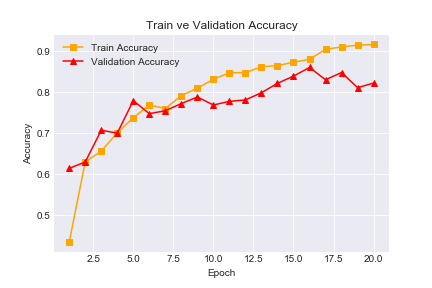 Train ve Validation Accuracy
Train Accuracy
Validation Accuracy
Accuracy
0.9
0.8
0.7
0.6
0.5
2.5 5.0 7.5 10.0 12.5 15.0 17.5 20.0
Epoch